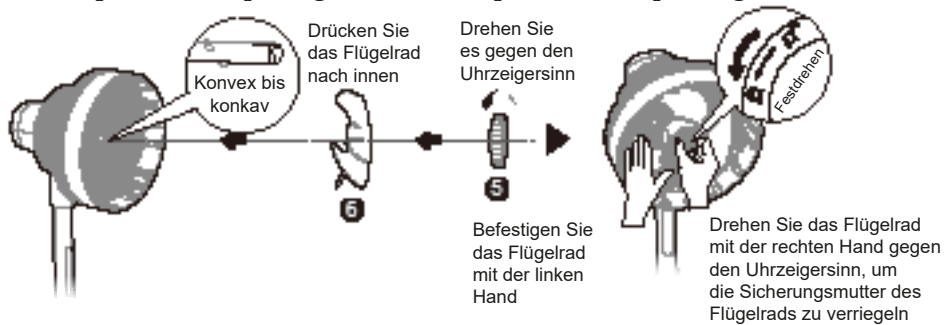 Drücken Sie
das Flügelrad
nach innen
Drehen Sie
es gegen den
Uhrzeigersinn
Konvex bis
konkav
Festdrehen
6
5
Befestigen Sie
das Flügelrad
mit der linken
Hand
Drehen Sie das Flügelrad
mit der rechten Hand gegen
den Uhrzeigersinn, um
die Sicherungsmutter des
Flügelrads zu verriegeln